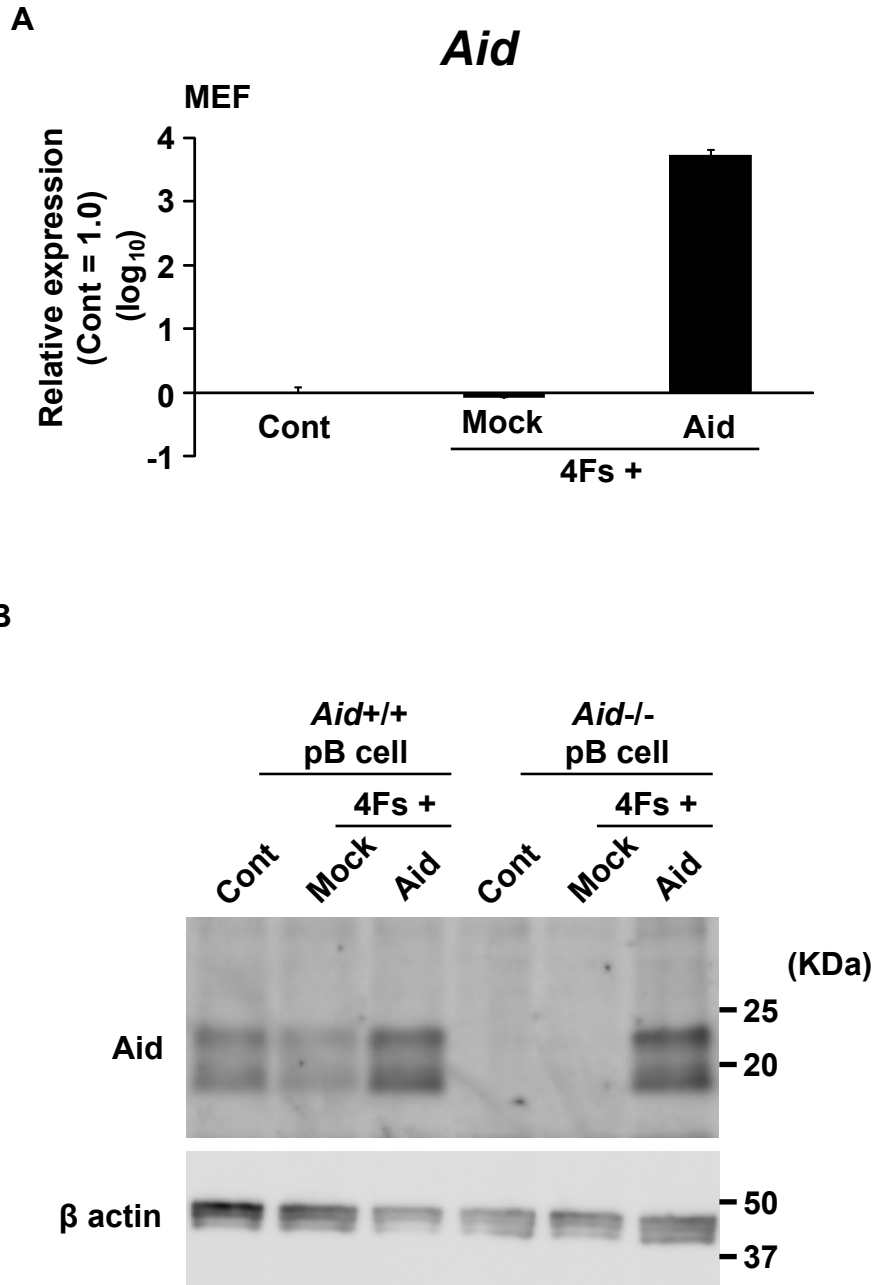 A
Aid
MEF
Relative expression
(Cont = 1.0)
(log10)
4
3
2
1
0
-1
Cont
Mock
Aid
4Fs +
B
Aid+/+
pB cell
Aid-/-
pB cell
4Fs +
4Fs +
Cont
Mock
Aid
Cont
Mock
Aid
(KDa)
25
Aid
20
β actin
50
37